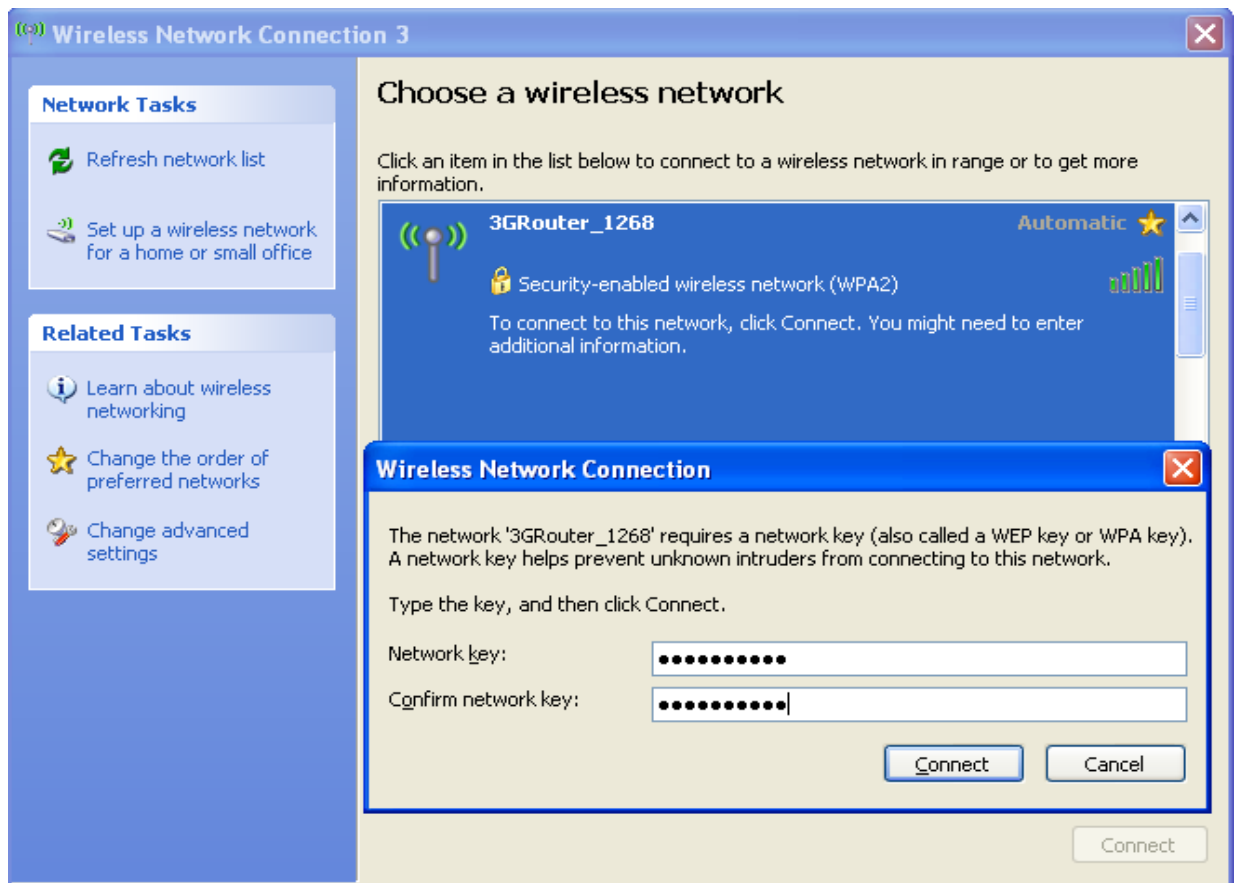 Wireless Network Connection 3
Network Tasks
Refresh network list
Set up a wireless network
for a home or small office
Related Tasks
Learn about wireless
networking
Change the order of
preferred networks
Change advanced
settings
Choose a wireless network
Click an item in the list below to connect to a wireless network in range or to get more
information.
3GRouter_1268
Automatic
Security-enabled wireless network (WPA2)
To connect to this network, click Connect. You might need to enter
additional information.
Wireless Network Connection
The network '3GRouter_1268' requires a network key (also called a WEP key or WPA key).
A network key helps prevent unknown intruders from connecting to this network.
Type the key, and then click Connect.
Network key:
●●●●●●●●●●
Confirm network key:
●●●●●●●●●●
Connect
Cancel
Connect